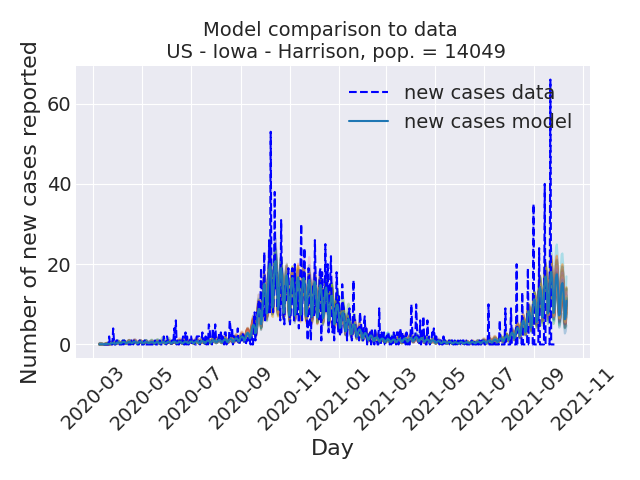 Model comparison to data
US - Iowa - Harrison, pop. = 14049
Number of new cases reported
60
40
20
0
new cases data
new cases model
2020-03
2020-05
2020-07
2020-09
2020-11
2021-01
2021-03
2021-05
2021-07
2021-09
2021-11
Day